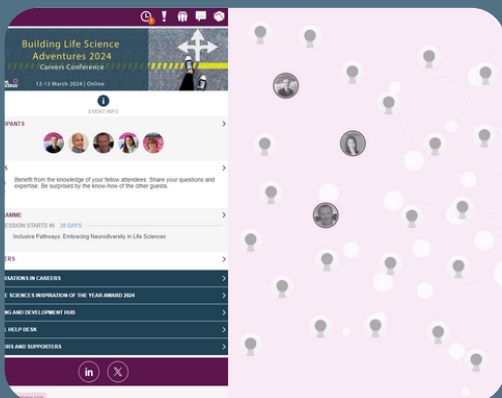 Building Life Science
Adventures 2024
Careers Conference
12-13 March 2024 | Online
EVENT INFO
IPANTS
S
Benefit from the knowledge of your fellow attendees. Share your questions and
expertise. Be surprised by the know-how of the other guests.
AMME
ESSION STARTS IN 28 DAYS
Inclusive Pathways: Embracing Neurodiversity In Life Sciences
ERS
RSATIONS IN CAREERS
E SCIENCES INSPIRATION OF THE YEAR AWARD 2024
NG AND DEVELOPMENT HUB
L HELP DESK
ORS AND SUPPORTERS
in X